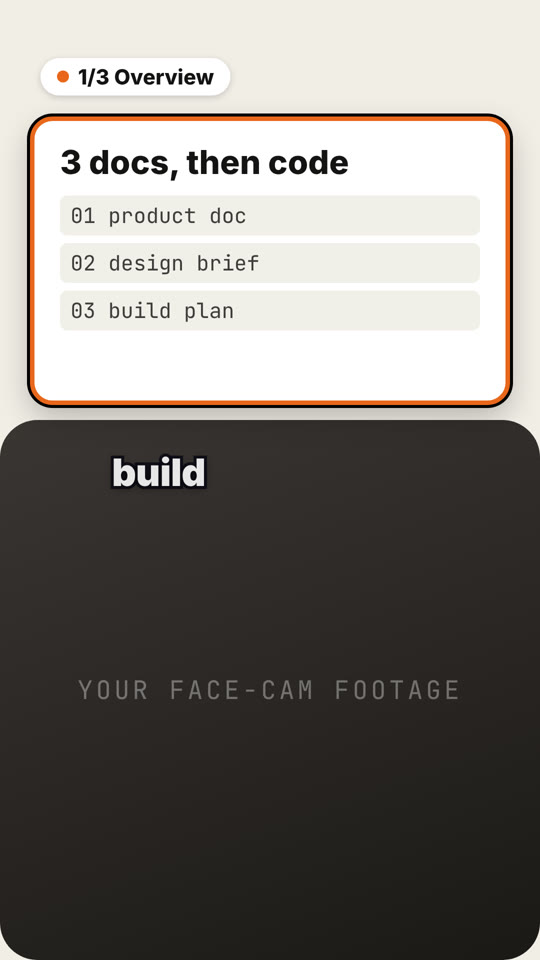 1/3 Overview
3 docs, then code
01 product doc
02 design brief
03 build plan
build
YOUR FACE-CAM FOOTAGE